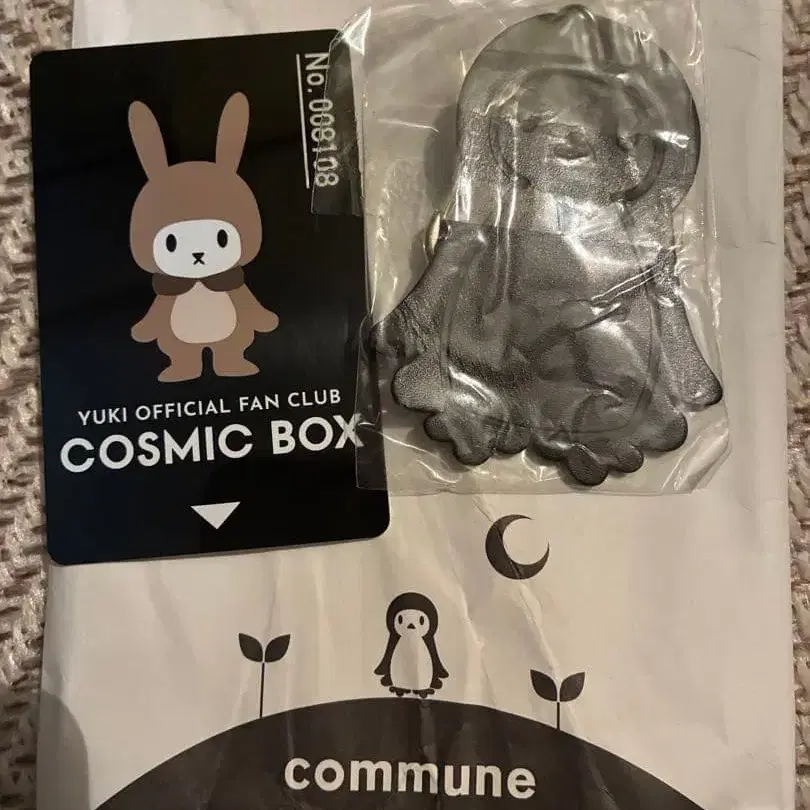 No. 008108
YUKI OFFICIAL FAN CLUB
COSMIC BOX
commune